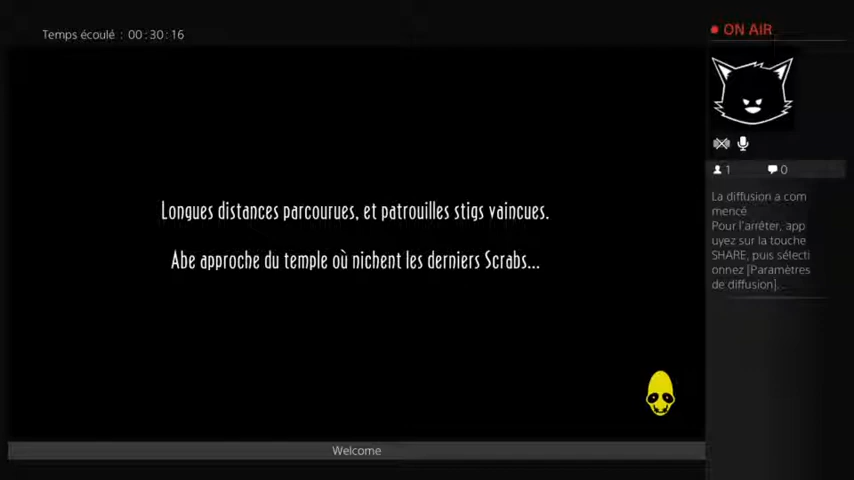 Temps écoulé : 00:30:16
ON AIR
1 0
La diffusion a com
mencé
Pour l'arrêter, app
uyez sur la touche
SHARE, puis sélecti
onnez [Paramètres
de diffusion].
Longues distances parcourues, et patrouilles stigs vaincues.
Abe approche du temple où nichent les derniers Scrabs...
Welcome